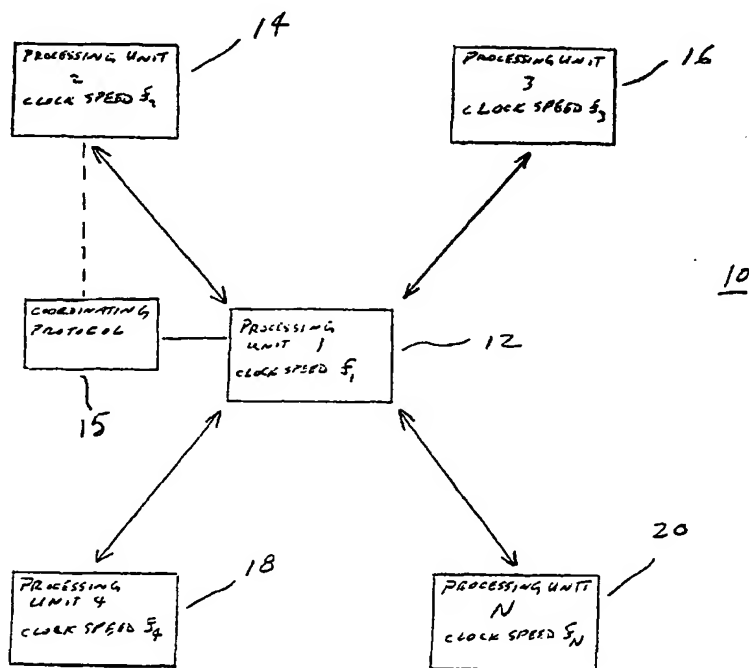 14
PROCESSING UNIT
2
CLOCK SPEED f₂
16
PROCESSING UNIT
3
CLOCK SPEED f₃
10
COORDINATING
PROTOCOL
15
PROCESSING
UNIT 1
CLOCK SPEED f₁
12
18
PROCESSING
UNIT 4
CLOCK SPEED f₄
20
PROCESSING UNIT
N
CLOCK SPEED f_N